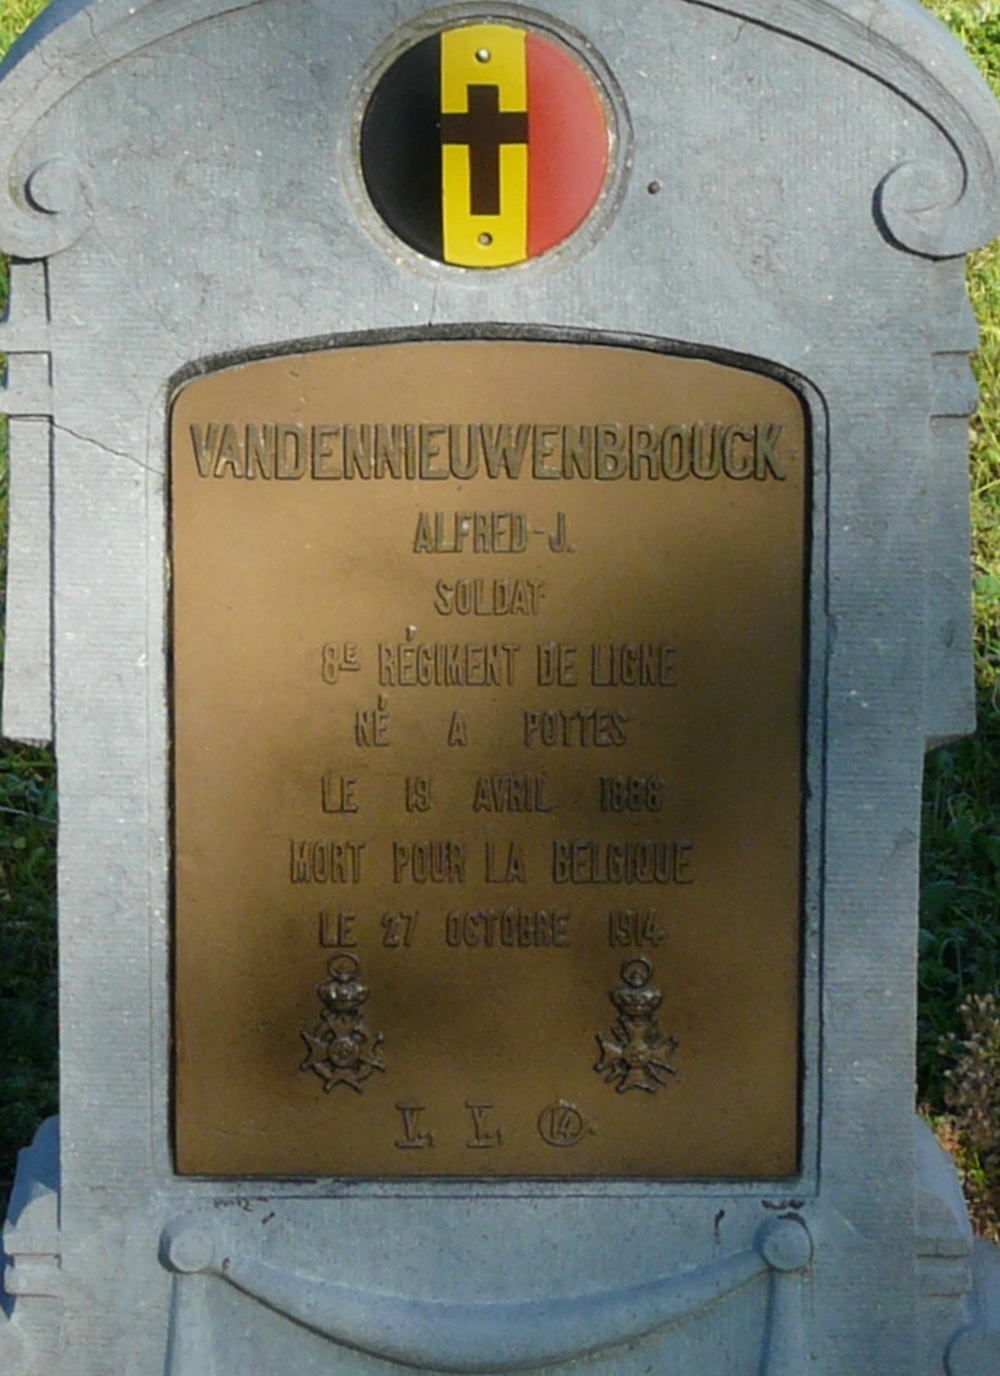 VANDENNIEUWENBROUCK
ALFRED-J.
SOLDAT
8E RÉGIMENT DE LIGNE
NÉ A POTTES
LE 19 AVRIL 1888
MORT POUR LA BELGIQUE
LE 27 OCTOBRE 1914
V. V. 14.